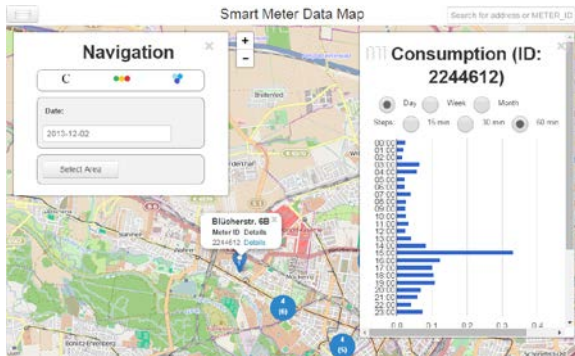 Smart Meter Data Map
Search for address or METER_ID
Navigation
×
C
Date:
2013-12-02
Select Area
+
−
Breitenfeld
Blücherstr. 6B ×
Meter ID Details
2244612 Details
4
(6)
4
(5)
Böhlitz-Ehrenberg
Consumption (ID:
2244612)
×
Day Week Month
Steps: 15 min 30 min 60 min
00:00
01:00
02:00
03:00
04:00
05:00
06:00
07:00
08:00
09:00
10:00
11:00
12:00
13:00
14:00
15:00
16:00
17:00
18:00
19:00
20:00
21:00
22:00
23:00
0.0 0.1 0.2 0.3 0.4